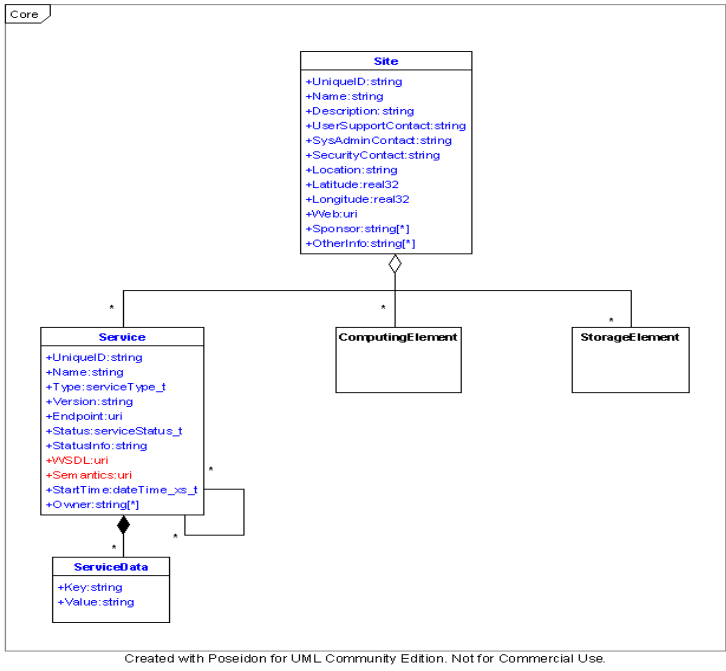 Core
Site
+UniqueID:string
+Name:string
+Description:string
+UserSupportContact:string
+SysAdminContact:string
+SecurityContact:string
+Location:string
+Latitude:real32
+Longitude:real32
+Web:uri
+Sponsor:string[*]
+OtherInfo:string[*]
* * *
Service
+UniqueID:string
+Name:string
+Type:serviceType_t
+Version:string
+Endpoint:uri
+Status:serviceStatus_t
+StatusInfo:string
+WSDL:uri
+Semantics:uri
+StartTime:dateTime_xs_t
+Owner:string[*]
ComputingElement
StorageElement
*
*
*
ServiceData
+Key:string
+Value:string
Created with Poseidon for UML Community Edition. Not for Commercial Use.